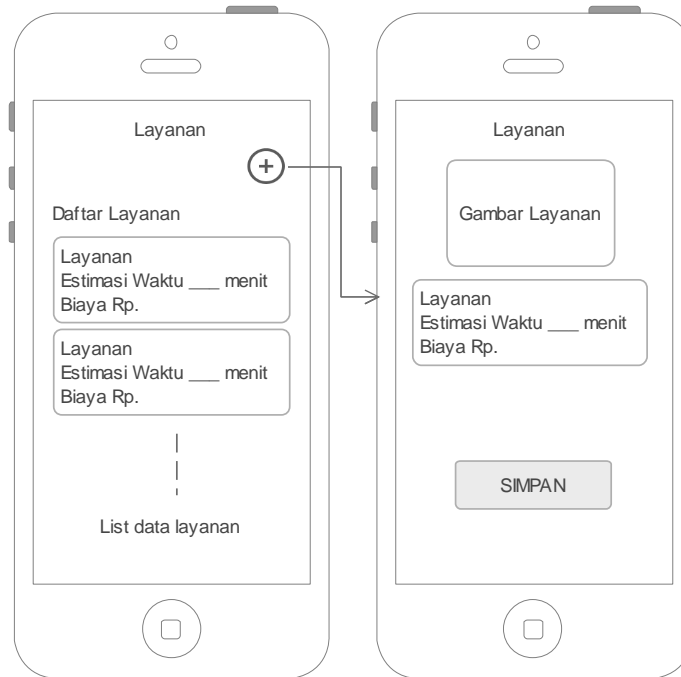 Layanan
+
Daftar Layanan
Layanan
Estimasi Waktu ___ menit
Biaya Rp.
Layanan
Estimasi Waktu ___ menit
Biaya Rp.
List data layanan
Layanan
Gambar Layanan
Layanan
Estimasi Waktu ___ menit
Biaya Rp.
SIMPAN